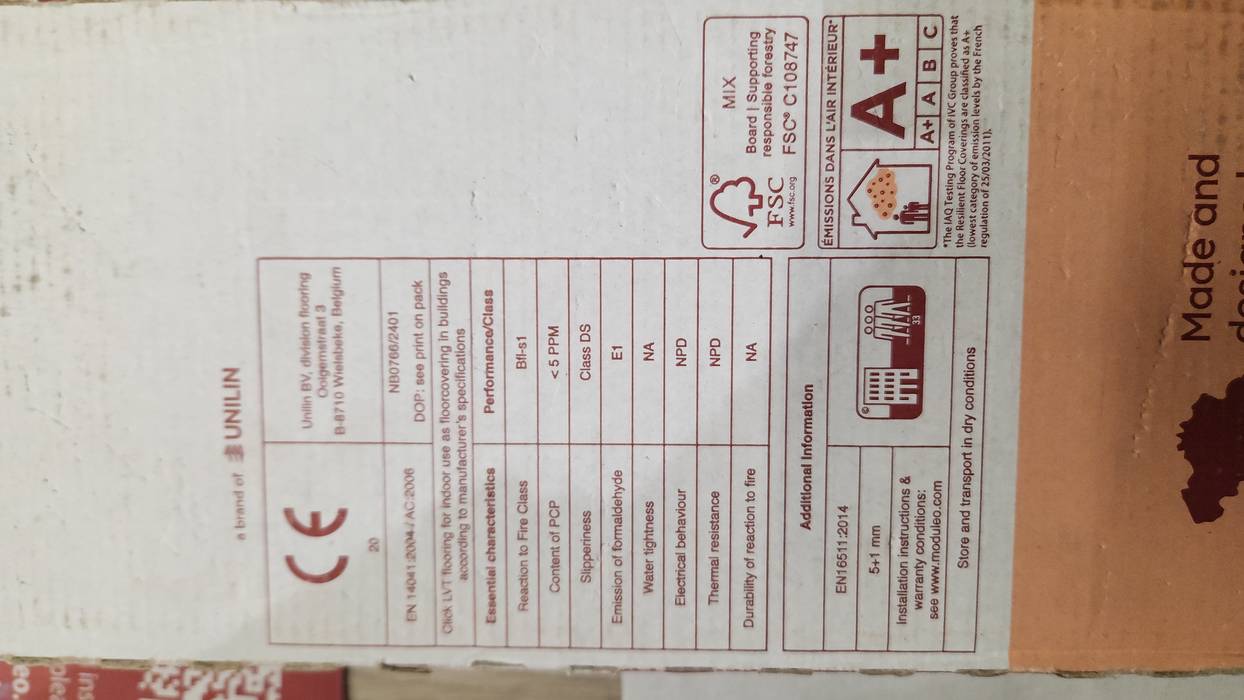 a brand of UNILIN
CE
20
Unilin BV, division flooring
Ooigemstraat 3
B-8710 Wielsbeke, Belgium
EN 14041:2004 / AC:2006
NB0766/2401
DOP: see print on pack
Click LVT flooring for indoor use as floorcovering in buildings
according to manufacturer's specifications
Essential characteristics Performance/Class
Reaction to Fire Class Bfl-s1
Content of PCP < 5 PPM
Slipperiness Class DS
Emission of formaldehyde E1
Water tightness NA
Electrical behaviour NPD
Thermal resistance NPD
Durability of reaction to fire NA
Additional Information
EN16511:2014
5+1 mm
Installation instructions &
warranty conditions:
see www.moduleo.com
©
33
Store and transport in dry conditions
FSC®
www.fsc.org
MIX
Board | Supporting
responsible forestry
FSC® C108747
ÉMISSIONS DANS L'AIR INTÉRIEUR*
A+
A+ A B C
*The IAQ Testing Program of IVC Group proves that
the Resilient Floor Coverings are classified as A+
(lowest category of emission levels by the French
regulation of 25/03/2011).
Made and